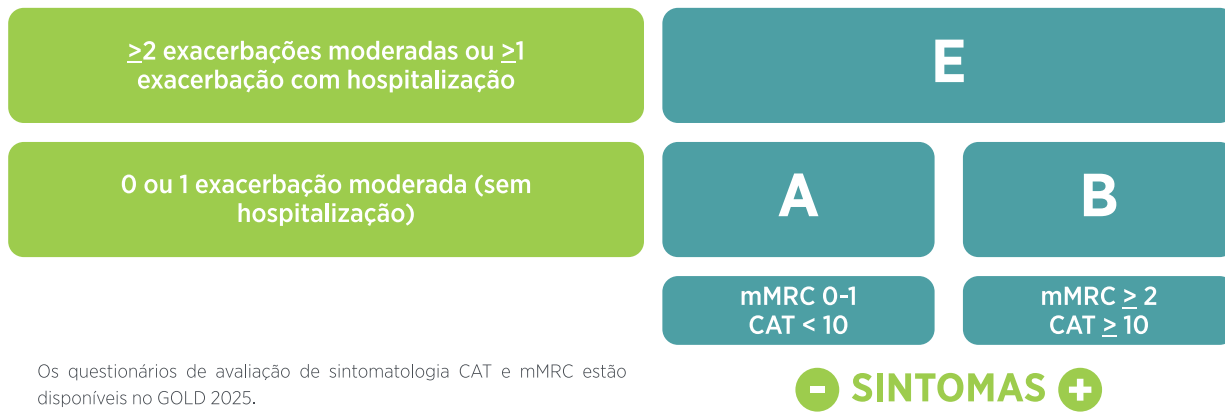 ≥2 exacerbações moderadas ou ≥1
exacerbação com hospitalização
E
0 ou 1 exacerbação moderada (sem
hospitalização)
A
B
mMRC 0-1
CAT < 10
mMRC ≥ 2
CAT ≥ 10
Os questionários de avaliação de sintomatologia CAT e mMRC estão
disponíveis no GOLD 2025.
- SINTOMAS +